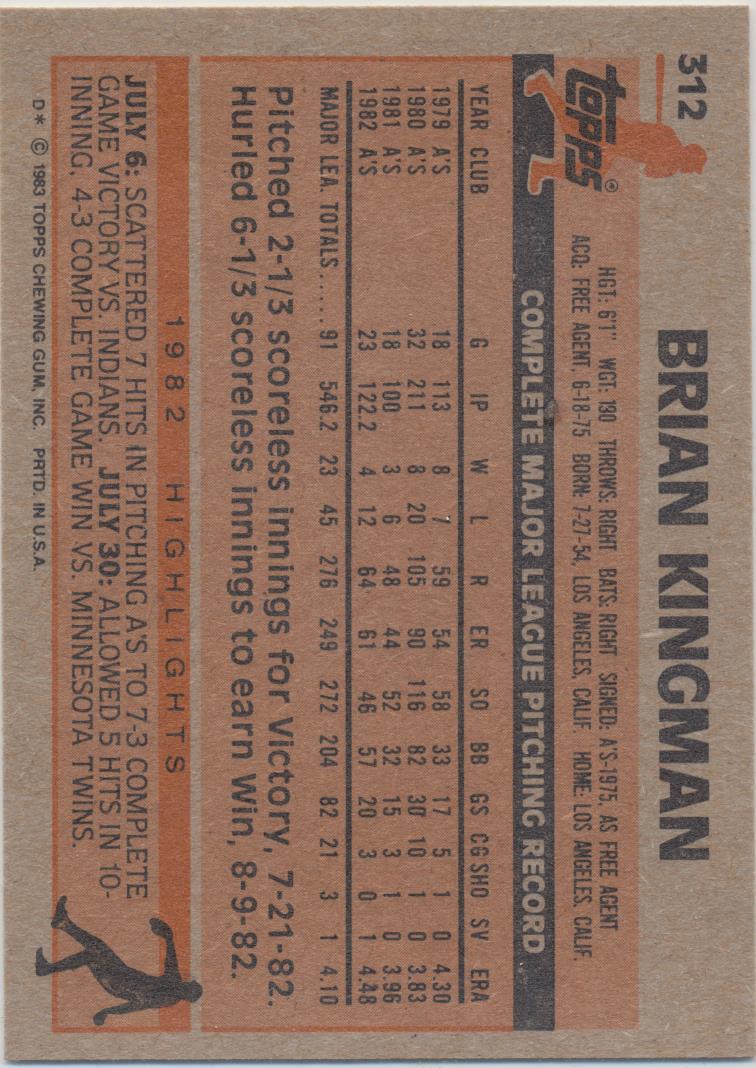 312
BRIAN KINGMAN
Topps®
HGT: 6'1" WGT: 190 THROWS: RIGHT BATS: RIGHT SIGNED: A'S-1975, AS FREE AGENT
ACQ: FREE AGENT, 6-18-75 BORN: 7-27-54, LOS ANGELES, CALIF. HOME: LOS ANGELES, CALIF.
COMPLETE MAJOR LEAGUE PITCHING RECORD
YEAR CLUB G IP W L R ER SO BB GS CG SHO SV ERA
1979 A'S 18 113 8 7 59 54 58 33 17 5 1 0 4.30
1980 A'S 32 211 8 20 105 90 116 82 30 10 1 0 3.83
1981 A'S 18 100 3 6 48 44 52 32 15 3 1 0 3.96
1982 A'S 23 122.2 4 12 64 61 46 57 20 3 0 1 4.48
MAJOR LEA. TOTALS...... 91 546.2 23 45 276 249 272 204 82 21 3 1 4.10
Pitched 2-1/3 scoreless innings for Victory, 7-21-82.
Hurled 6-1/3 scoreless innings to earn Win, 8-9-82.
1982 HIGHLIGHTS
JULY 6: SCATTERED 7 HITS IN PITCHING A'S TO 7-3 COMPLETE
GAME VICTORY VS. INDIANS. JULY 30: ALLOWED 5 HITS IN 10-
INNING, 4-3 COMPLETE GAME WIN VS. MINNESOTA TWINS.
D* © 1983 TOPPS CHEWING GUM, INC. PRTD. IN U.S.A.